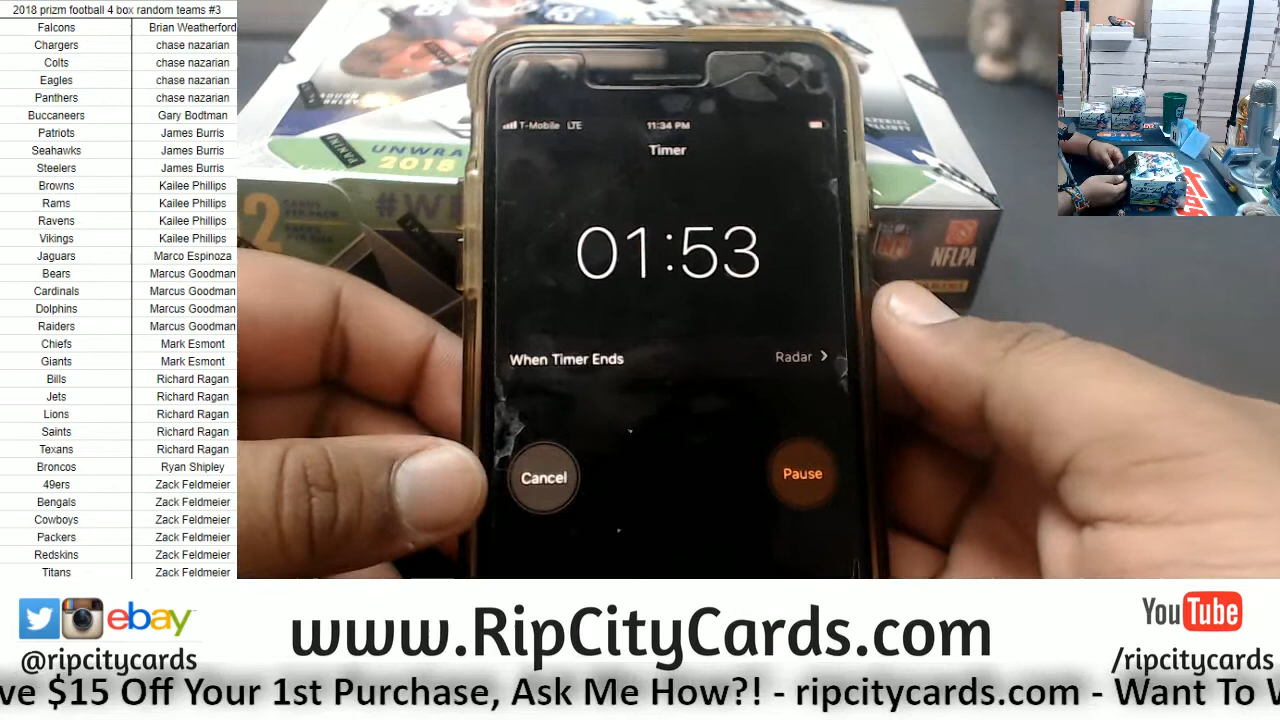 2018 prizm football 4 box random teams #3
Falcons Brian Weatherford
Chargers chase nazarian
Colts chase nazarian
Eagles chase nazarian
Panthers chase nazarian
Buccaneers Gary Bodtman
Patriots James Burris
Seahawks James Burris
Steelers James Burris
Browns Kailee Phillips
Rams Kailee Phillips
Ravens Kailee Phillips
Vikings Kailee Phillips
Jaguars Marco Espinoza
Bears Marcus Goodman
Cardinals Marcus Goodman
Dolphins Marcus Goodman
Raiders Marcus Goodman
Chiefs Mark Esmont
Giants Mark Esmont
Bills Richard Ragan
Jets Richard Ragan
Lions Richard Ragan
Saints Richard Ragan
Texans Richard Ragan
Broncos Ryan Shipley
49ers Zack Feldmeier
Bengals Zack Feldmeier
Cowboys Zack Feldmeier
Packers Zack Feldmeier
Redskins Zack Feldmeier
Titans Zack Feldmeier
T-Mobile LTE 11:34 PM
Timer
01:53
When Timer Ends Radar
Cancel Pause
PANINI
UNWRA
2018
2
NFLPA
ebay
@ripcitycards
www.RipCityCards.com
YouTube
/ripcitycards
ve $15 Off Your 1st Purchase, Ask Me How?! - ripcitycards.com - Want To